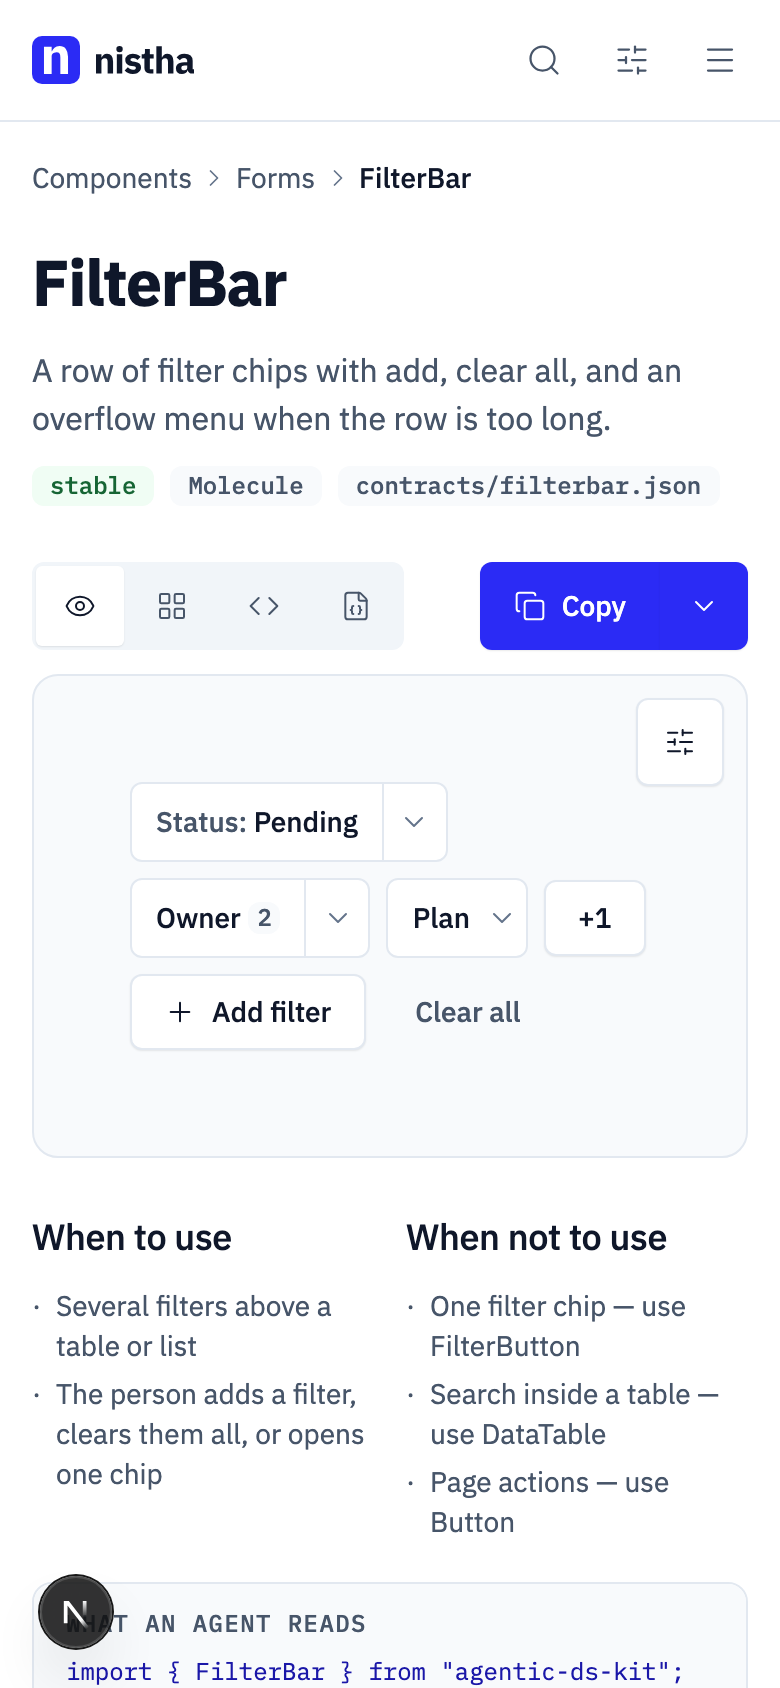 n nistha
Components > Forms > FilterBar
FilterBar
A row of filter chips with add, clear all, and an
overflow menu when the row is too long.
stable Molecule contracts/filterbar.json
Copy
Status: Pending
Owner 2 Plan +1
+ Add filter Clear all
When to use
· Several filters above a
table or list
· The person adds a filter,
clears them all, or opens
one chip
When not to use
· One filter chip — use
FilterButton
· Search inside a table —
use DataTable
· Page actions — use
Button
N
WHAT AN AGENT READS
import { FilterBar } from "agentic-ds-kit";